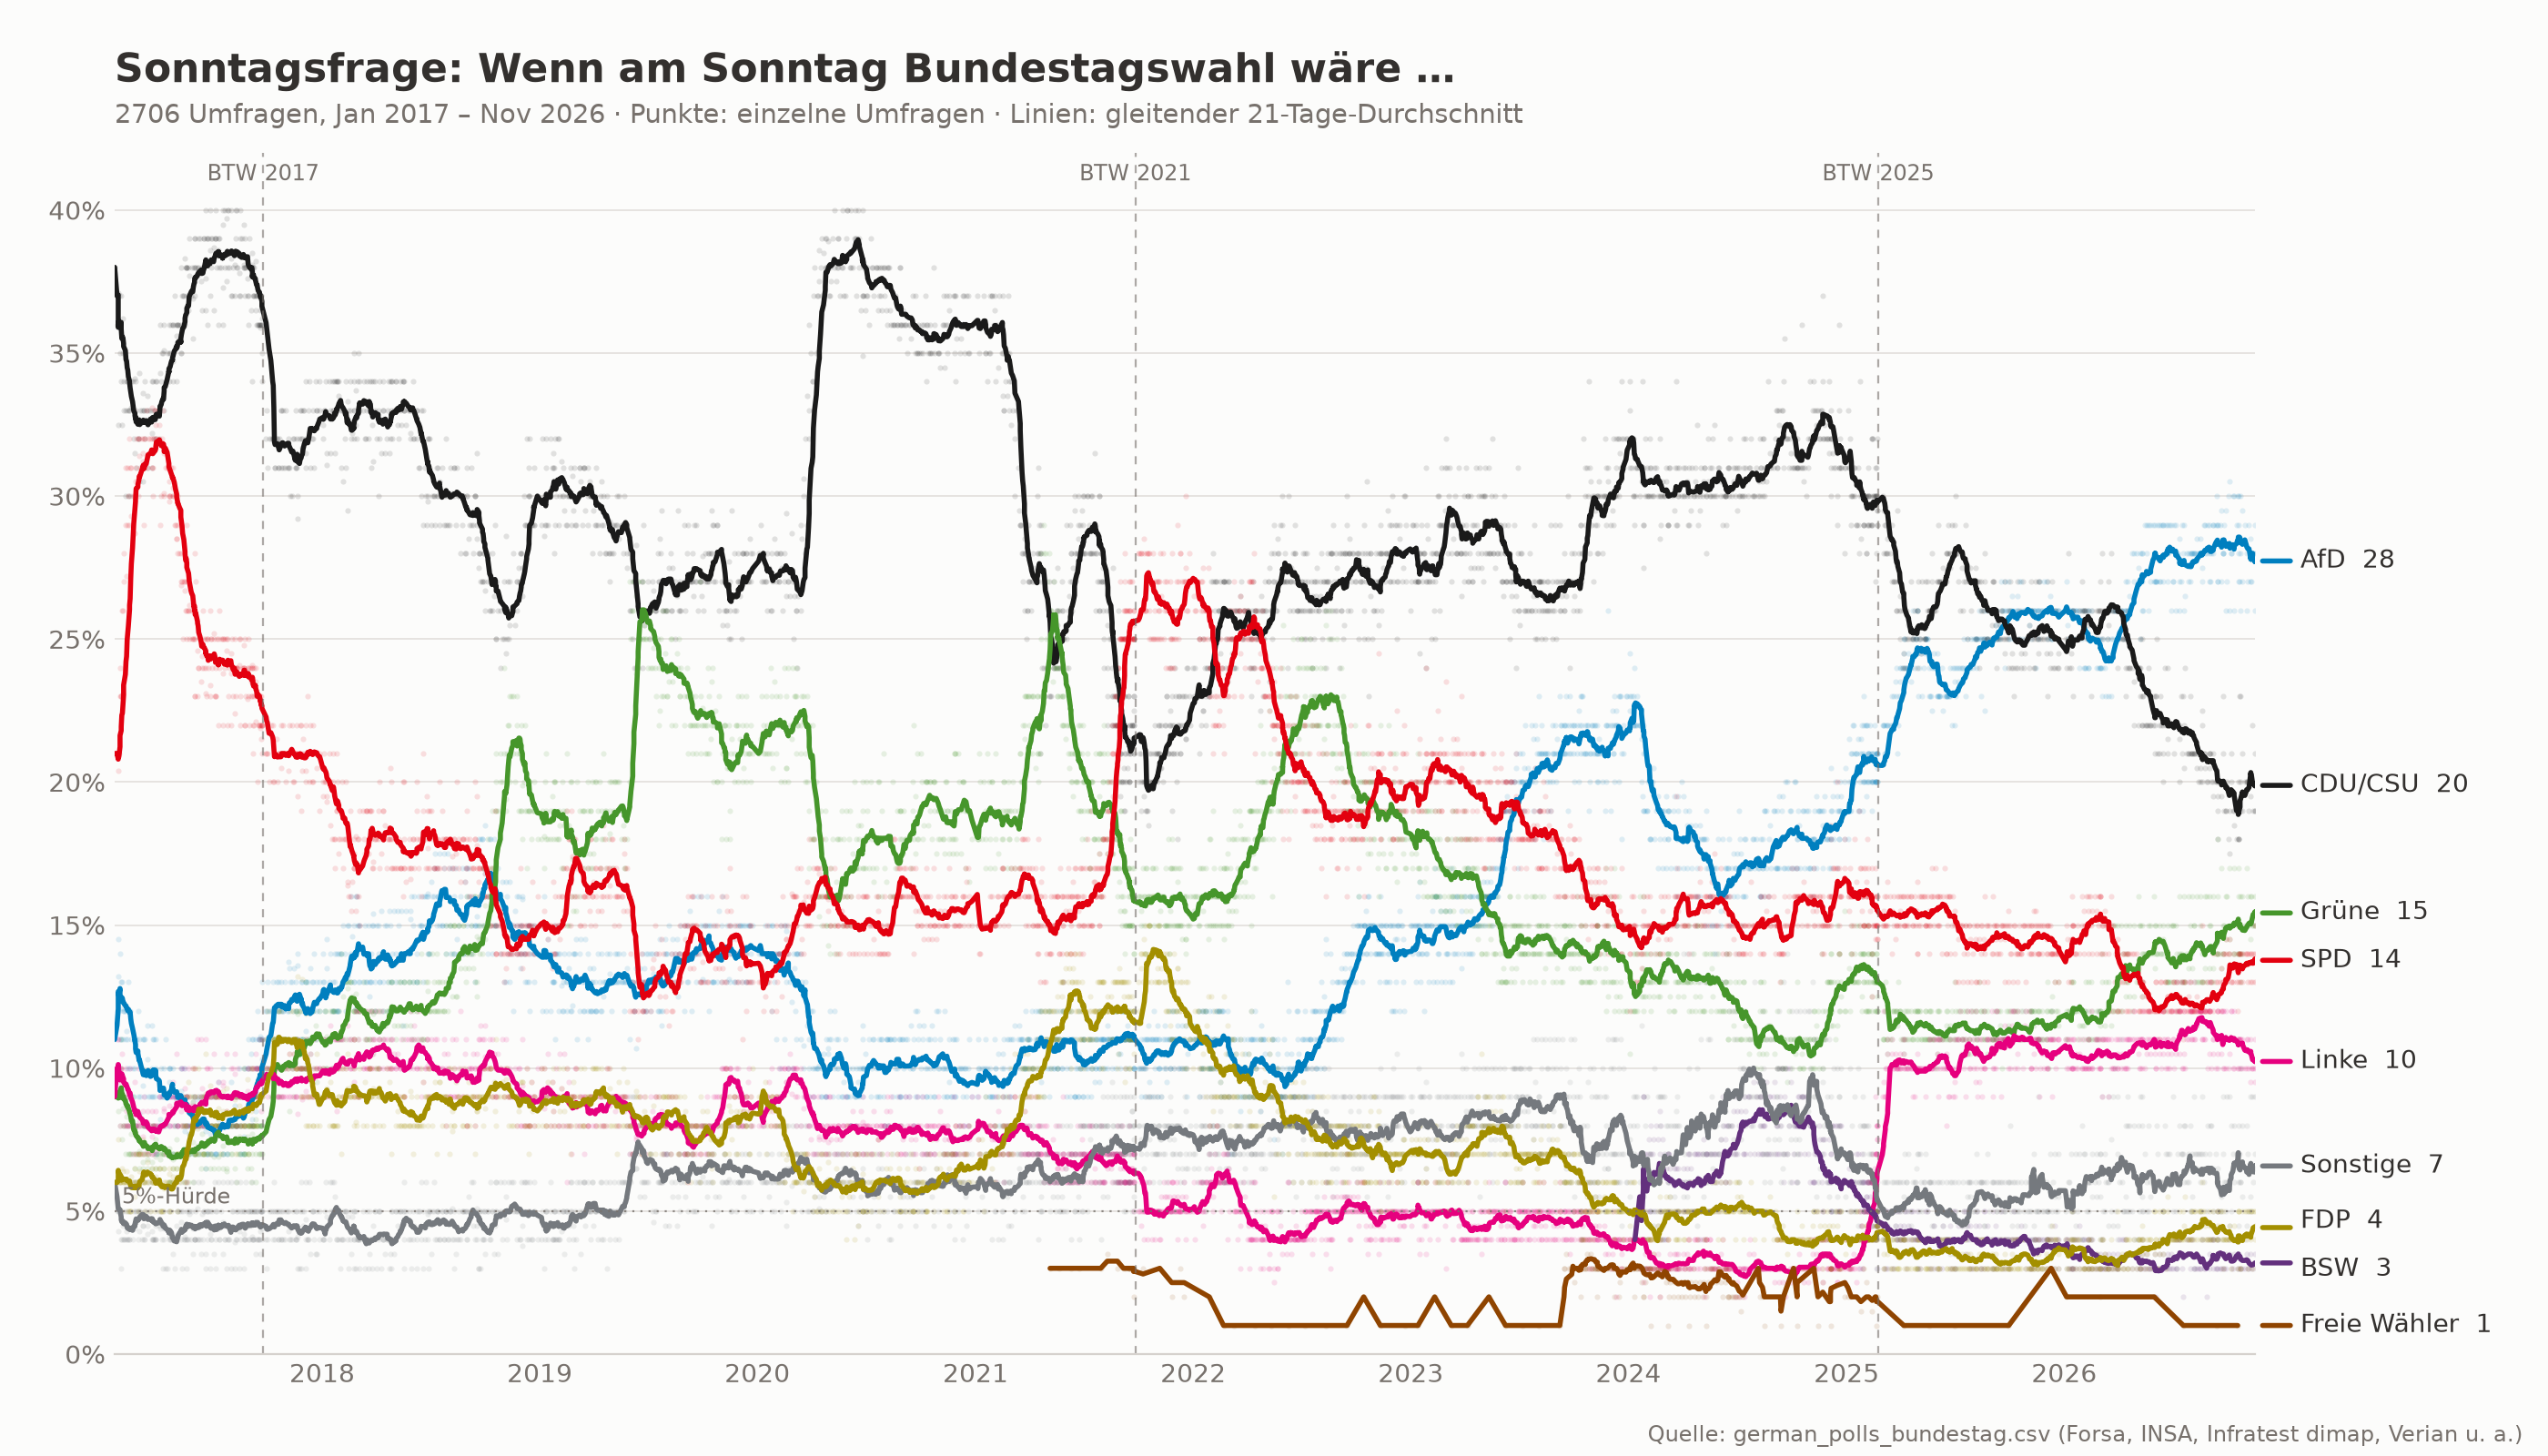 Sonntagsfrage: Wenn am Sonntag Bundestagswahl wäre …
2706 Umfragen, Jan 2017 – Nov 2026 · Punkte: einzelne Umfragen · Linien: gleitender 21-Tage-Durchschnitt
BTW 2017
BTW 2021
BTW 2025
40%
35%
30%
25%
20%
15%
10%
5%
0%
5%-Hürde
AfD 28
CDU/CSU 20
Grüne 15
SPD 14
Linke 10
Sonstige 7
FDP 4
BSW 3
Freie Wähler 1
2018
2019
2020
2021
2022
2023
2024
2025
2026
Quelle: german_polls_bundestag.csv (Forsa, INSA, Infratest dimap, Verian u. a.)